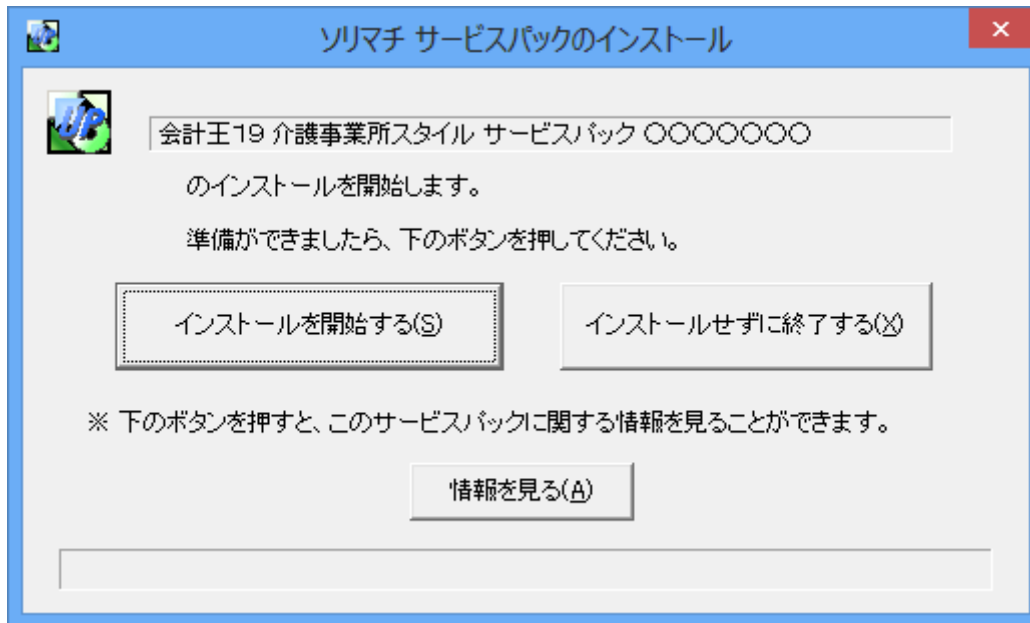 ソリマチ サービスパックのインストール
UP
会計王19 介護事業所スタイル サービスパック 〇〇〇〇〇〇〇
のインストールを開始します。
準備ができましたら、下のボタンを押してください。
インストールを開始する(S)
インストールせずに終了する(X)
※ 下のボタンを押すと、このサービスパックに関する情報を見ることができます。
情報を見る(A)